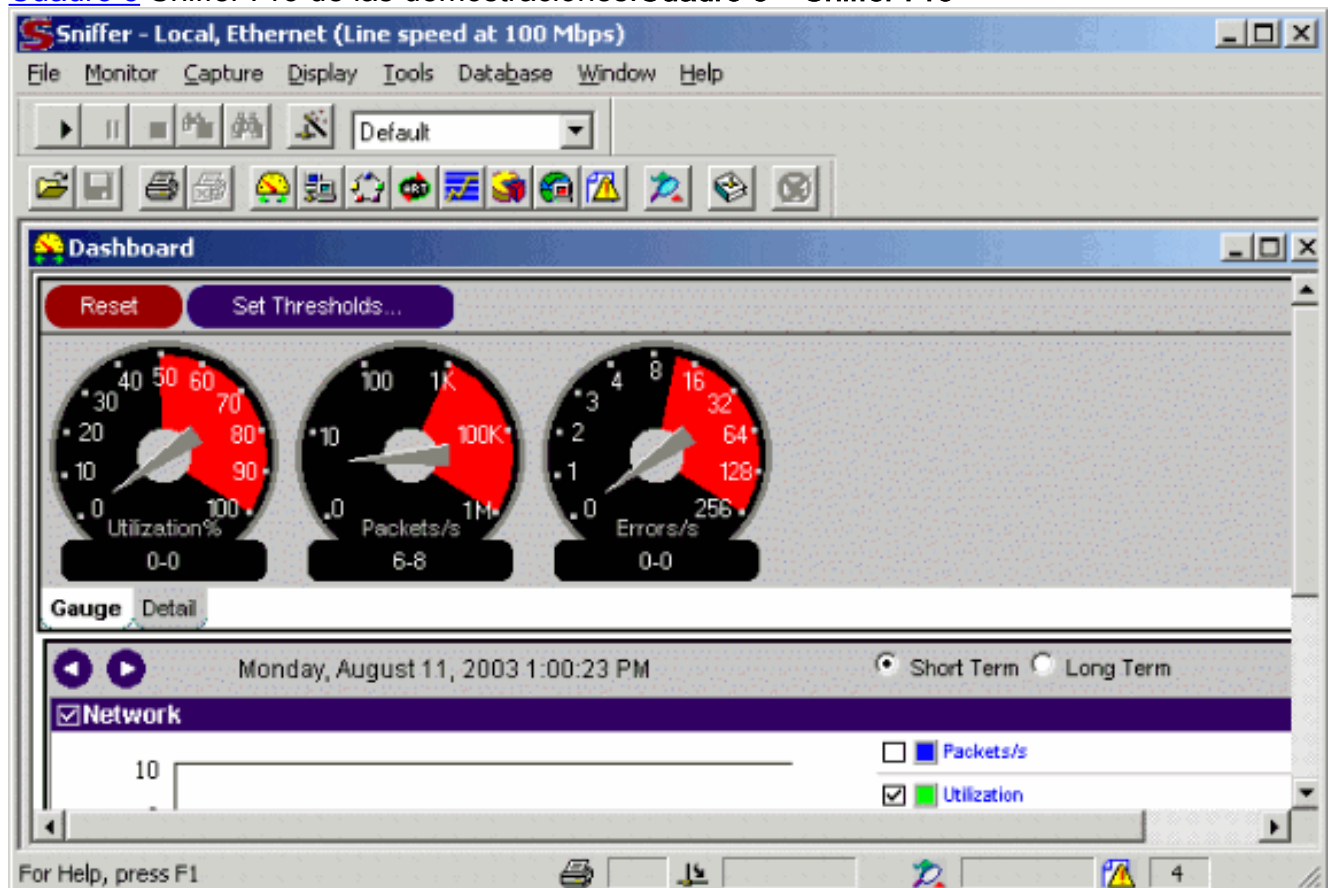 Sniffer - Local, Ethernet (Line speed at 100 Mbps)
File Monitor Capture Display Tools Database Window Help
Default
Dashboard
Reset Set Thresholds...
0 10 20 30 40 50 60 70 80 90 100
Utilization%
0-0
0 10 100 1K 100K 1M
Packets/s
6-8
0 1 2 3 4 8 16 32 64 128 256
Errors/s
0-0
Gauge Detail
Monday, August 11, 2003 1:00:23 PM Short Term Long Term
Network
10
Packets/s
Utilization
For Help, press F1 4